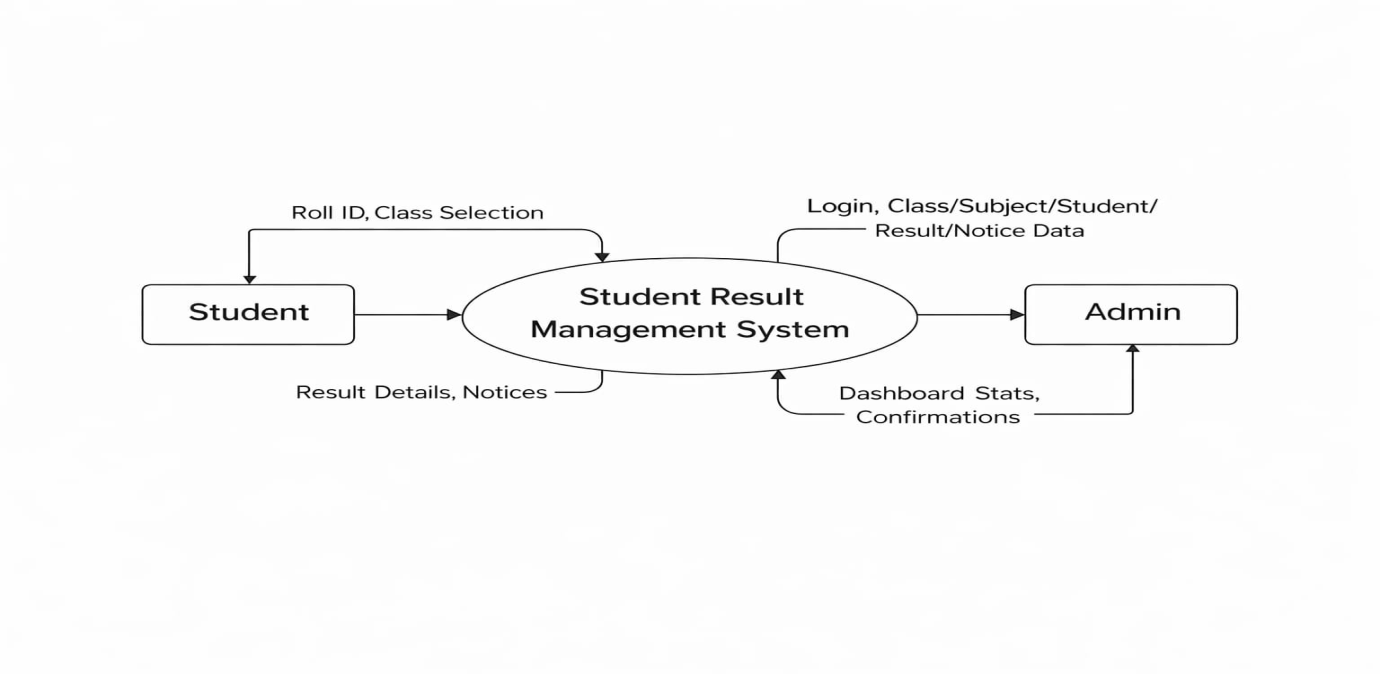 Roll ID, Class Selection
Login, Class/Subject/Student/
Result/Notice Data
Student
Student Result
Management System
Admin
Result Details, Notices
Dashboard Stats,
Confirmations